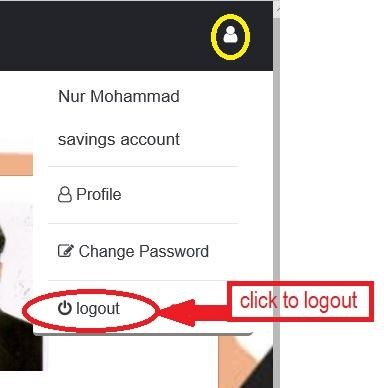 Nur Mohammad
savings account
Profile
Change Password
logout
click to logout